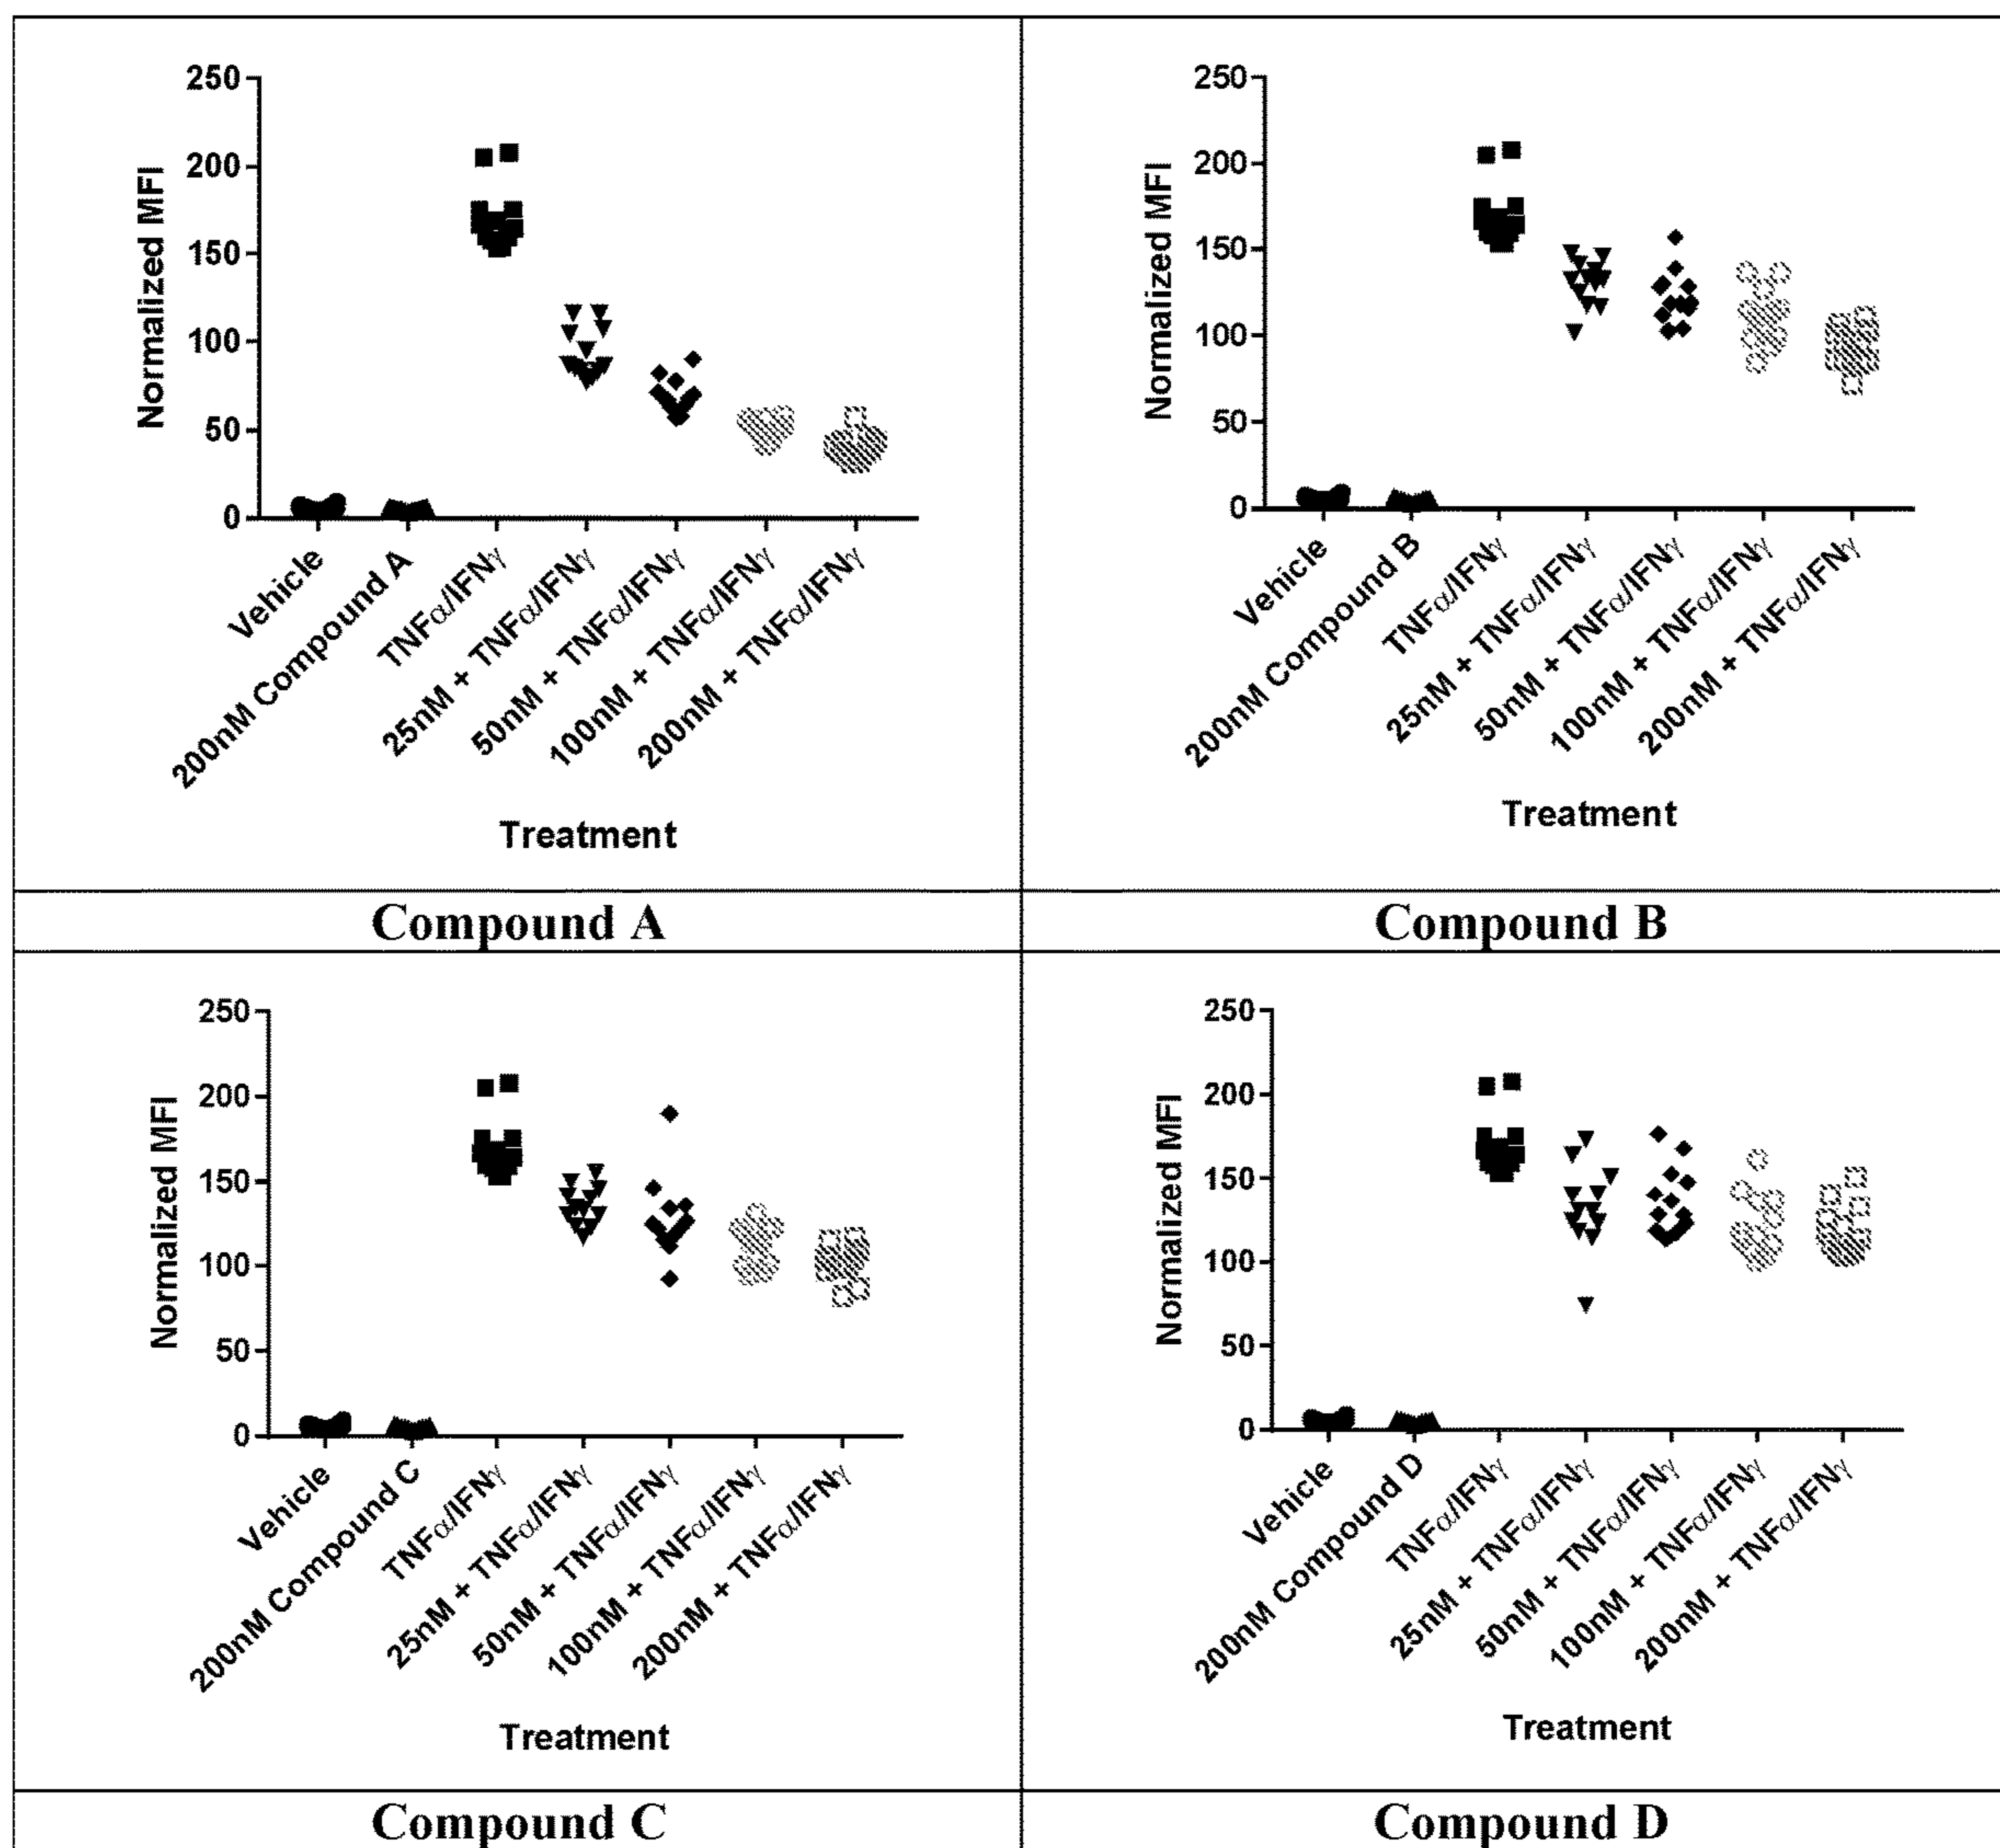 250
200
150
100
50
0
Normalized MFI
Vehicle
200nM Compound A
TNFα/IFNγ
25nM + TNFα/IFNγ
50nM + TNFα/IFNγ
100nM + TNFα/IFNγ
200nM + TNFα/IFNγ
Treatment
Compound A
250
200
150
100
50
0
Normalized MFI
Vehicle
200nM Compound B
TNFα/IFNγ
25nM + TNFα/IFNγ
50nM + TNFα/IFNγ
100nM + TNFα/IFNγ
200nM + TNFα/IFNγ
Treatment
Compound B
250
200
150
100
50
0
Normalized MFI
Vehicle
200nM Compound C
TNFα/IFNγ
25nM + TNFα/IFNγ
50nM + TNFα/IFNγ
100nM + TNFα/IFNγ
200nM + TNFα/IFNγ
Treatment
Compound C
250
200
150
100
50
0
Normalized MFI
Vehicle
200nM Compound D
TNFα/IFNγ
25nM + TNFα/IFNγ
50nM + TNFα/IFNγ
100nM + TNFα/IFNγ
200nM + TNFα/IFNγ
Treatment
Compound D